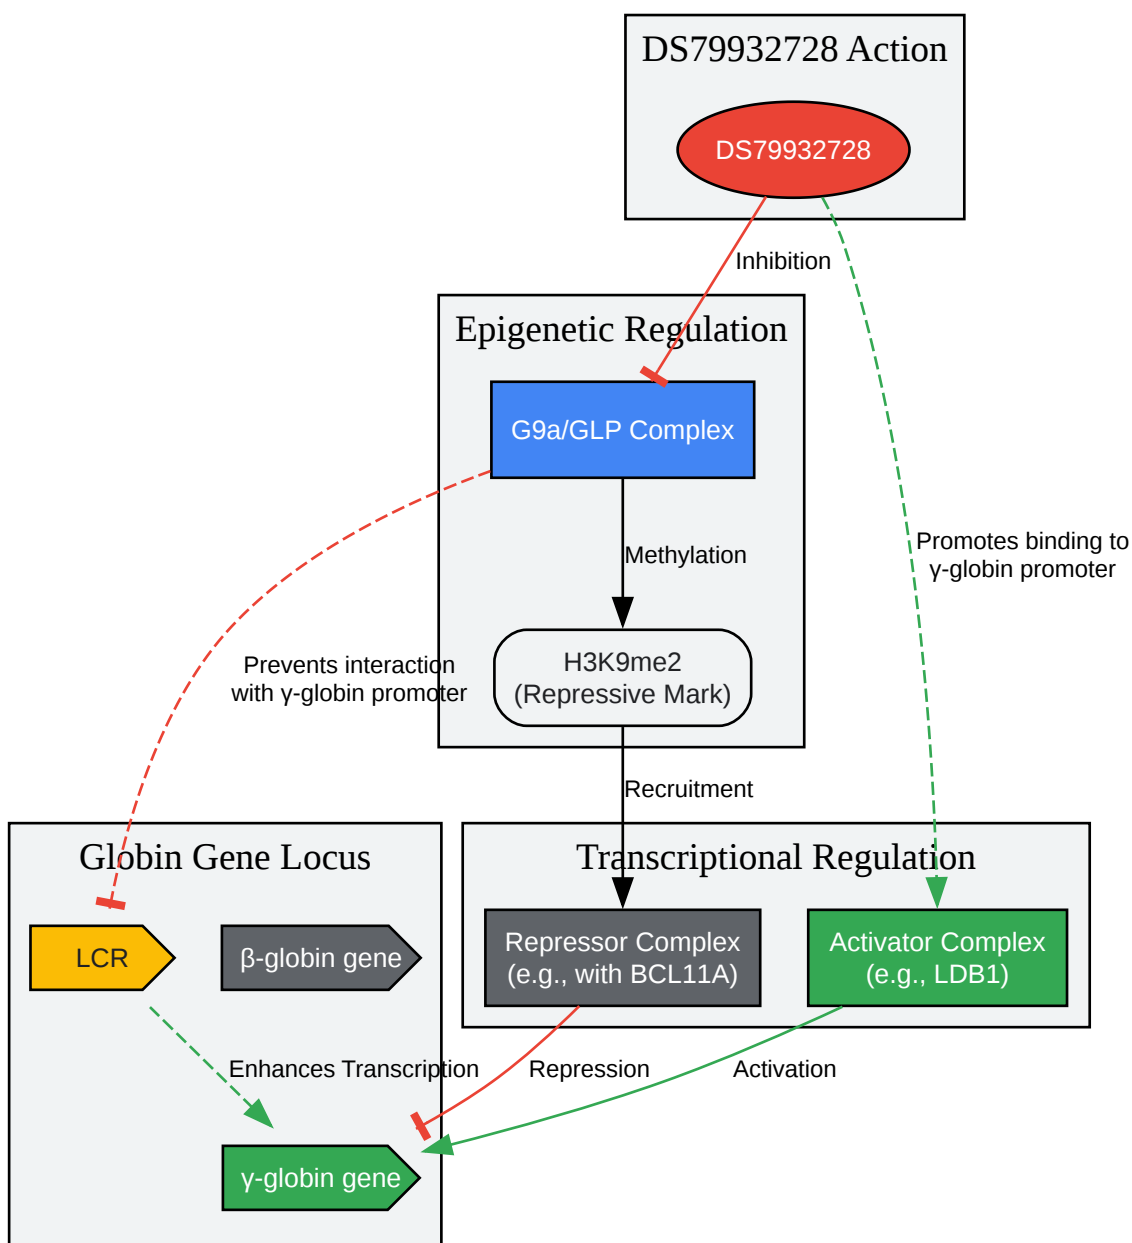 DS79932728 Action
DS79932728
Inhibition
Epigenetic Regulation
G9a/GLP Complex
Methylation
Promotes binding to
γ-globin promoter
H3K9me2
(Repressive Mark)
Prevents interaction
with γ-globin promoter
Recruitment
Globin Gene Locus
Transcriptional Regulation
LCR
β-globin gene
Repressor Complex
(e.g., with BCL11A)
Activator Complex
(e.g., LDB1)
Enhances Transcription
Repression
Activation
γ-globin gene